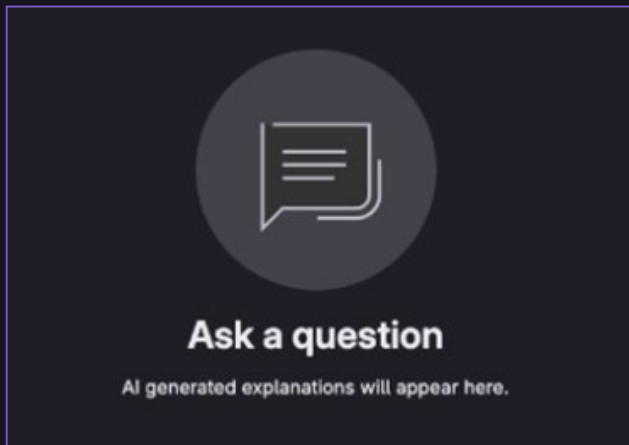 Ask a question
AI generated explanations will appear here.